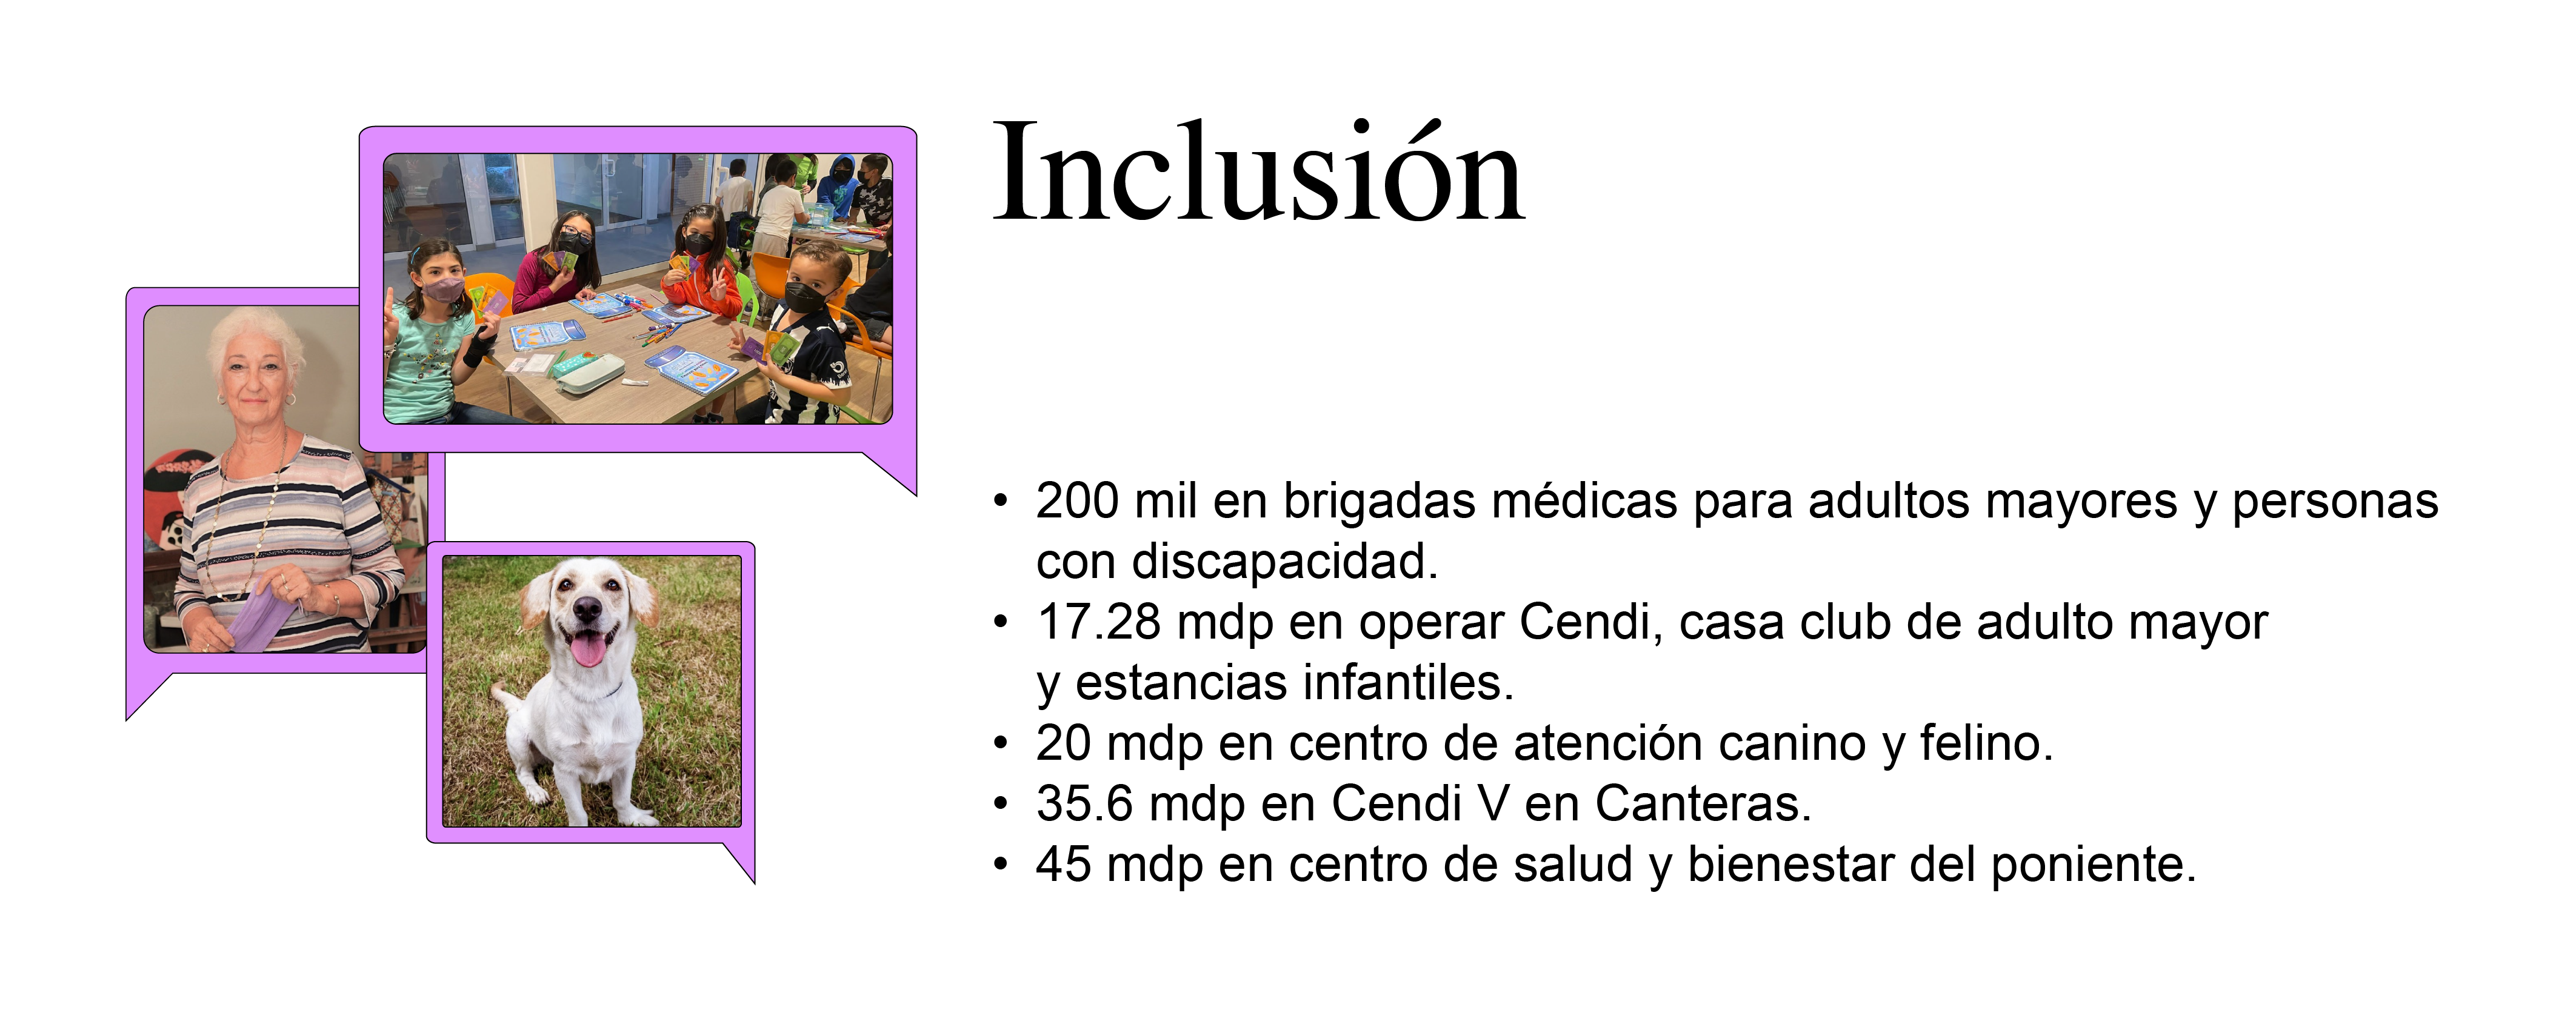 Inclusión
• 200 mil en brigadas médicas para adultos mayores y personas
con discapacidad.
• 17.28 mdp en operar Cendi, casa club de adulto mayor
y estancias infantiles.
• 20 mdp en centro de atención canino y felino.
• 35.6 mdp en Cendi V en Canteras.
• 45 mdp en centro de salud y bienestar del poniente.